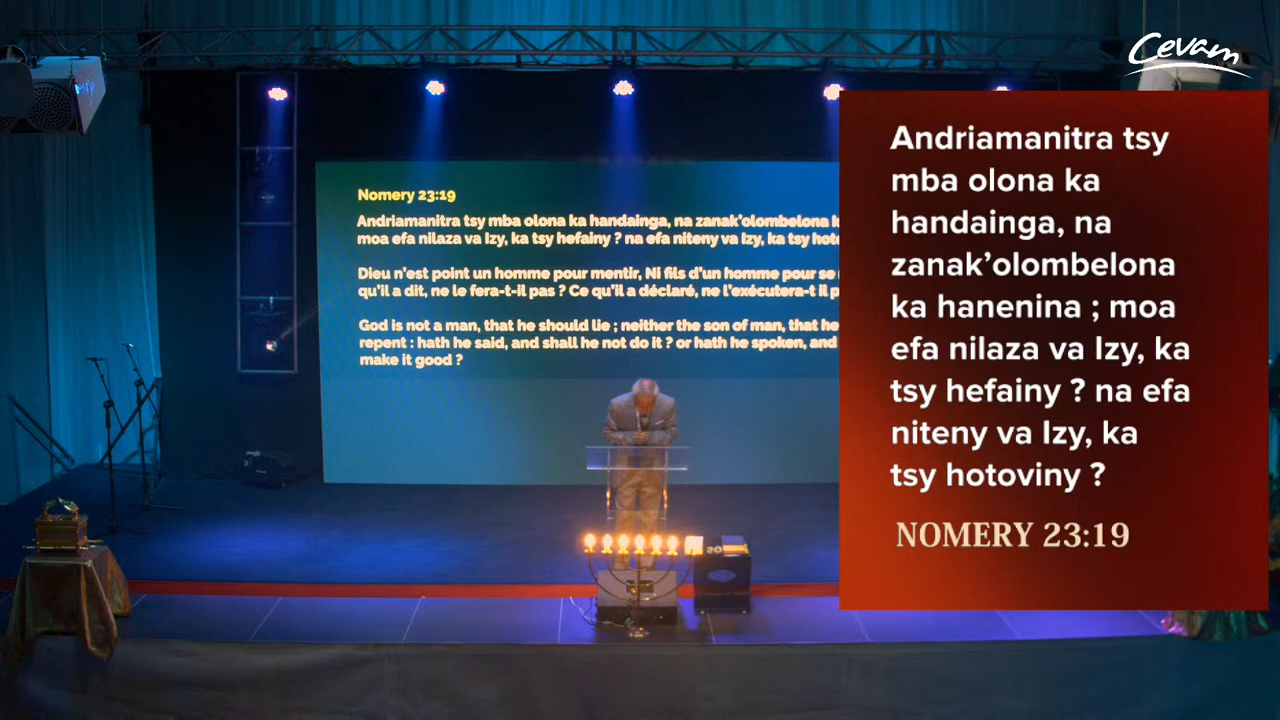 Cevam
Nomery 23:19
Andriamanitra tsy mba olona ka handainga, na zanak'olombelona
moa efa nilaza va Izy, ka tsy hefainy ? na efa niteny va Izy, ka tsy
Dieu n'est point un homme pour mentir, Ni fils d'un homme pour se
qu'il a dit, ne le fera-t-il pas ? Ce qu'il a déclaré, ne l'exécutera-t il
God is not a man, that he should lie ; neither the son of man, that he
repent : hath he said, and shall he not do it ? or hath he spoken, and
make it good ?
Andriamanitra tsy
mba olona ka
handainga, na
zanak’olombelona
ka hanenina ; moa
efa nilaza va Izy, ka
tsy hefainy ? na efa
niteny va Izy, ka
tsy hotoviny ?
NOMERY 23:19
20